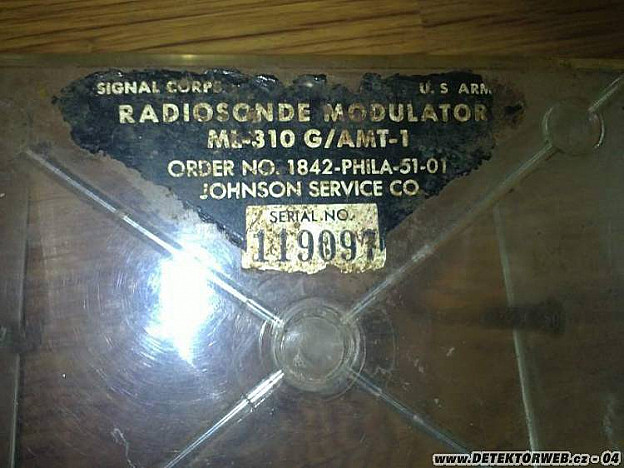 SIGNAL CORPS U.S ARM
RADIOSONDE MODULATOR
ML-310 G/AMT-1
ORDER NO. 1842-PHILA-51-01
JOHNSON SERVICE CO
SERIAL NO.
119097
www.DETEKTORWEB.cz - 04